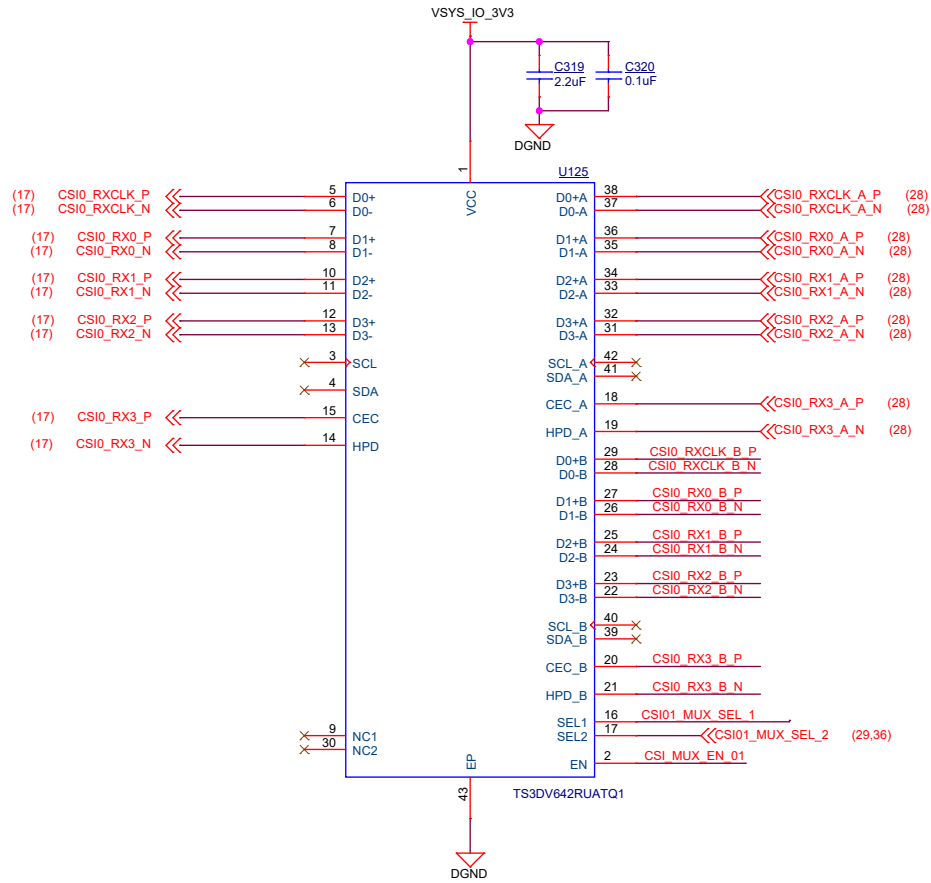 VSYS_IO_3V3
C319
2.2uF
C320
0.1uF
DGND
U125
1
VCC
(17) CSI0_RXCLK_P 5 D0+
(17) CSI0_RXCLK_N 6 D0-
(17) CSI0_RX0_P 7 D1+
(17) CSI0_RX0_N 8 D1-
(17) CSI0_RX1_P 10 D2+
(17) CSI0_RX1_N 11 D2-
(17) CSI0_RX2_P 12 D3+
(17) CSI0_RX2_N 13 D3-
3 SCL
4 SDA
(17) CSI0_RX3_P 15 CEC
(17) CSI0_RX3_N 14 HPD
9 NC1
30 NC2
D0+A 38 CSI0_RXCLK_A_P (28)
D0-A 37 CSI0_RXCLK_A_N (28)
D1+A 36 CSI0_RX0_A_P (28)
D1-A 35 CSI0_RX0_A_N (28)
D2+A 34 CSI0_RX1_A_P (28)
D2-A 33 CSI0_RX1_A_N (28)
D3+A 32 CSI0_RX2_A_P (28)
D3-A 31 CSI0_RX2_A_N (28)
SCL_A 42
SDA_A 41
CEC_A 18 CSI0_RX3_A_P (28)
HPD_A 19 CSI0_RX3_A_N (28)
D0+B 29 CSI0_RXCLK_B_P
D0-B 28 CSI0_RXCLK_B_N
D1+B 27 CSI0_RX0_B_P
D1-B 26 CSI0_RX0_B_N
D2+B 25 CSI0_RX1_B_P
D2-B 24 CSI0_RX1_B_N
D3+B 23 CSI0_RX2_B_P
D3-B 22 CSI0_RX2_B_N
SCL_B 40
SDA_B 39
CEC_B 20 CSI0_RX3_B_P
HPD_B 21 CSI0_RX3_B_N
SEL1 16 CSI01_MUX_SEL_1
SEL2 17 CSI01_MUX_SEL_2 (29,36)
EN 2 CSI_MUX_EN_01
EP
43
TS3DV642RUATQ1
DGND